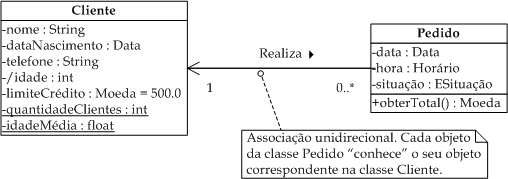 Cliente
-nome : String
-dataNascimento : Data
-telefone : String
-/idade : int
-limiteCrédito : Moeda = 500.0
-quantidadeClientes : int
-idadeMédia : float
Realiza
1
0..*
Pedido
-data : Data
-hora : Horário
-situação : ESituação
+obterTotal() : Moeda
Associação unidirecional. Cada objeto
da classe Pedido “conhece” o seu objeto
correspondente na classe Cliente.